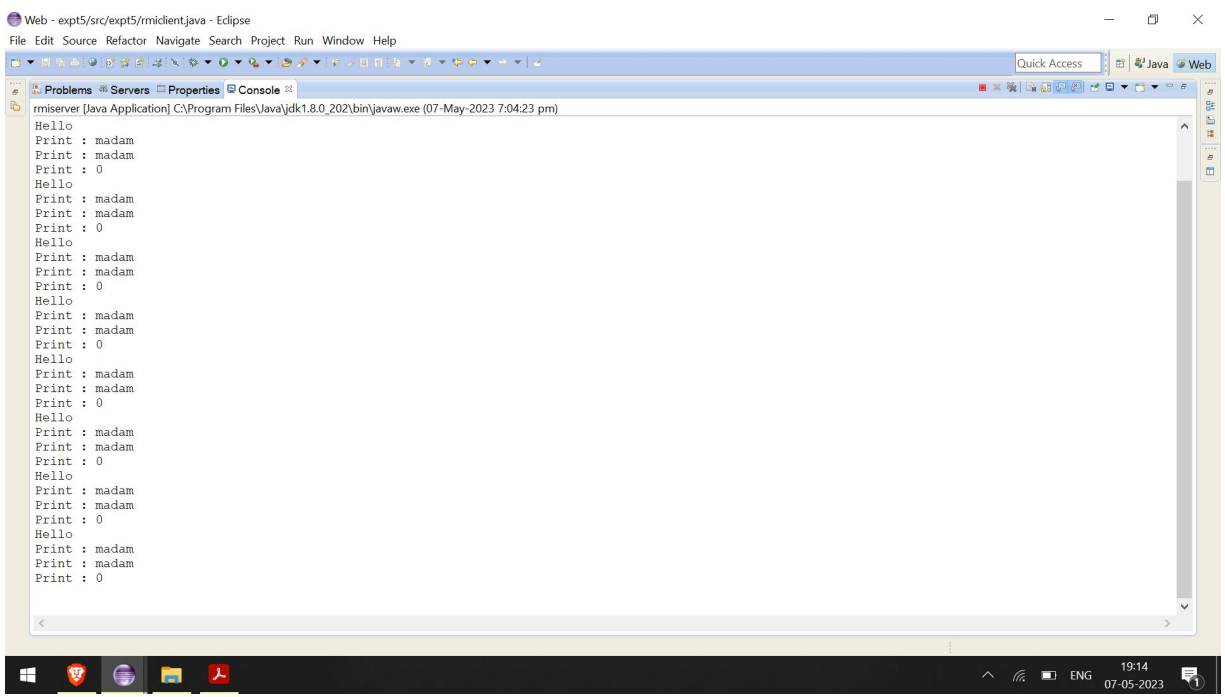 Web - expt5/src/expt5/rmiclient.java - Eclipse
File Edit Source Refactor Navigate Search Project Run Window Help
Quick Access Java Web
Problems Servers Properties Console
rmiserver [Java Application] C:\Program Files\Java\jdk1.8.0_202\bin\javaw.exe (07-May-2023 7:04:23 pm)
Hello
Print : madam
Print : madam
Print : 0
Hello
Print : madam
Print : madam
Print : 0
Hello
Print : madam
Print : madam
Print : 0
Hello
Print : madam
Print : madam
Print : 0
Hello
Print : madam
Print : madam
Print : 0
Hello
Print : madam
Print : madam
Print : 0
Hello
Print : madam
Print : madam
Print : 0
Hello
Print : madam
Print : madam
Print : 0
ENG
19:14
07-05-2023
1